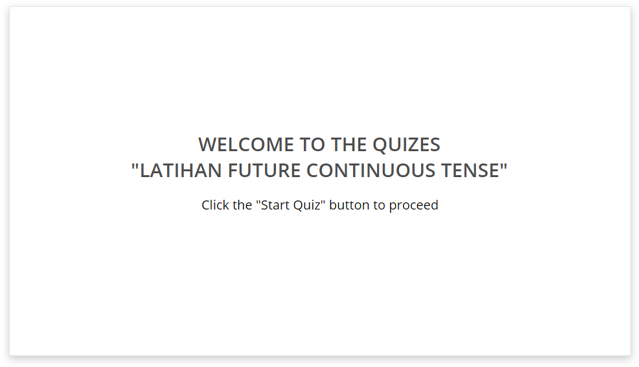 WELCOME TO THE QUIZES
"LATIHAN FUTURE CONTINUOUS TENSE"
Click the "Start Quiz" button to proceed